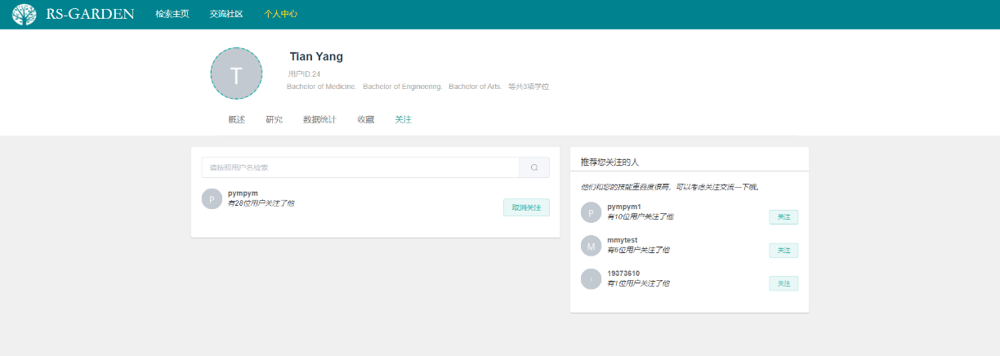 RS-GARDEN 检索主页 交流社区 个人中心
T
Tian Yang
用户ID:24
Bachelor of Medicine. Bachelor of Engineering. Bachelor of Arts. 等共3项学位
概述 研究 数据统计 收藏 关注
请按照用户名检索
P
pympym
有28位用户关注了他
取消关注
推荐您关注的人
他们和您的技能重叠度很高，可以考虑关注交流一下哦。
P
pympym1
有10位用户关注了他
关注
M
mmytest
有6位用户关注了他
关注
19373610
有1位用户关注了他
关注